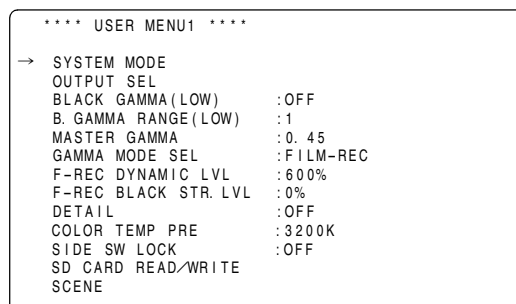 **** USER MENU1 ****
→ SYSTEM MODE
OUTPUT SEL
BLACK GAMMA(LOW) :OFF
B. GAMMA RANGE(LOW) :1
MASTER GAMMA :0. 45
GAMMA MODE SEL :FILM-REC
F-REC DYNAMIC LVL :600%
F-REC BLACK STR. LVL :0%
DETAIL :OFF
COLOR TEMP PRE :3200K
SIDE SW LOCK :OFF
SD CARD READ/WRITE
SCENE